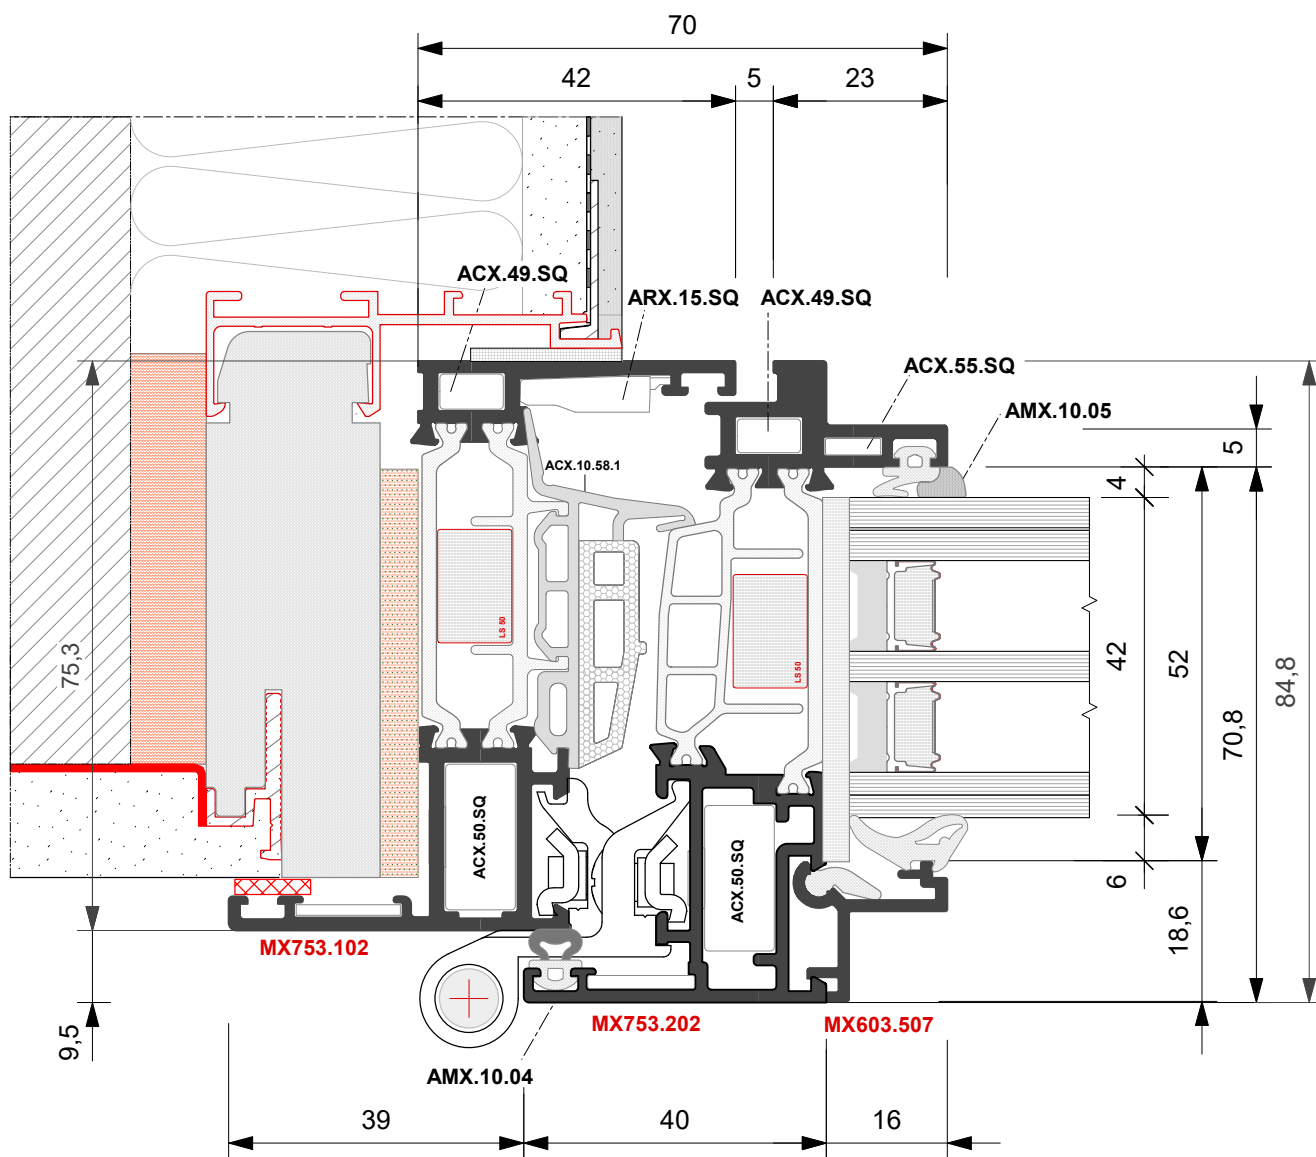 70
42
5
23
ACX.49.SQ
ARX.15.SQ
ACX.49.SQ
ACX.55.SQ
AMX.10.05
ACX.10.58.1
5
4
LS 50
LS 50
75,3
42
52
70,8
84,8
ACX.50.SQ
ACX.50.SQ
6
18,6
MX753.102
MX753.202
MX603.507
9,5
AMX.10.04
39
40
16